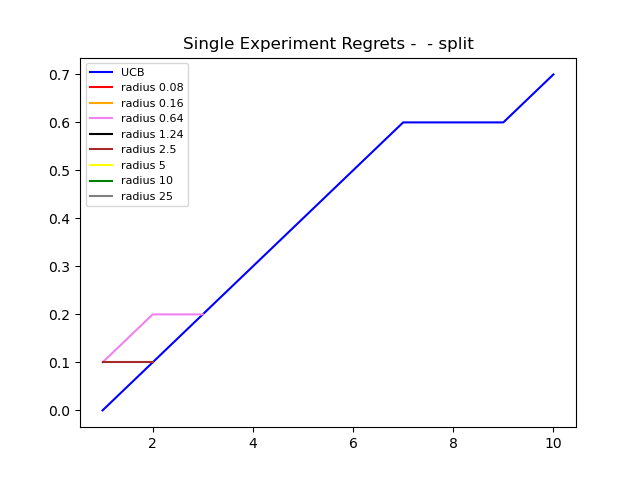 Single Experiment Regrets -  - split
UCB
radius 0.08
radius 0.16
radius 0.64
radius 1.24
radius 2.5
radius 5
radius 10
radius 25
0.7
0.6
0.5
0.4
0.3
0.2
0.1
0.0
2 4 6 8 10